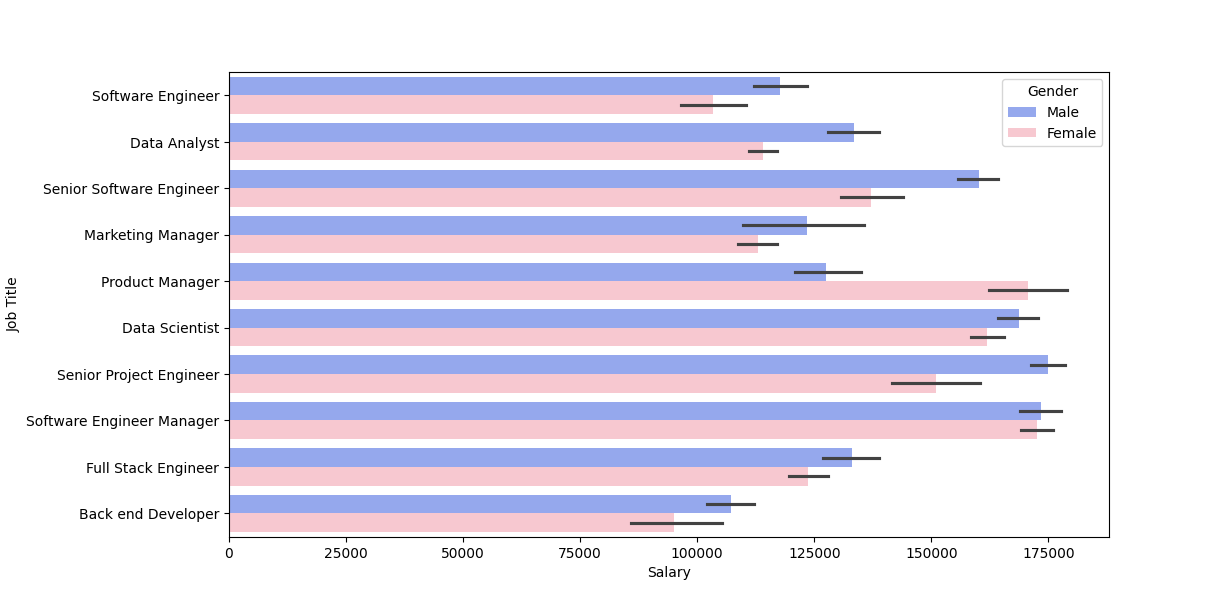 Gender
Male
Female
Job Title
Software Engineer
Data Analyst
Senior Software Engineer
Marketing Manager
Product Manager
Data Scientist
Senior Project Engineer
Software Engineer Manager
Full Stack Engineer
Back end Developer
0 25000 50000 75000 100000 125000 150000 175000
Salary